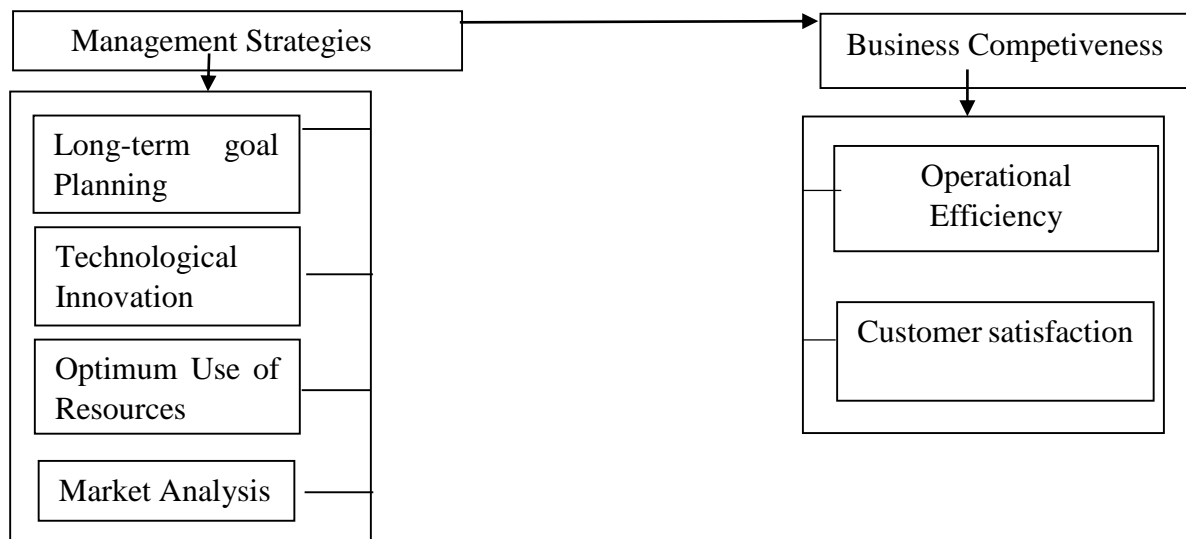 Management Strategies
Business Competiveness
Long-term goal
Planning
Technological
Innovation
Optimum Use of
Resources
Market Analysis
Operational
Efficiency
Customer satisfaction